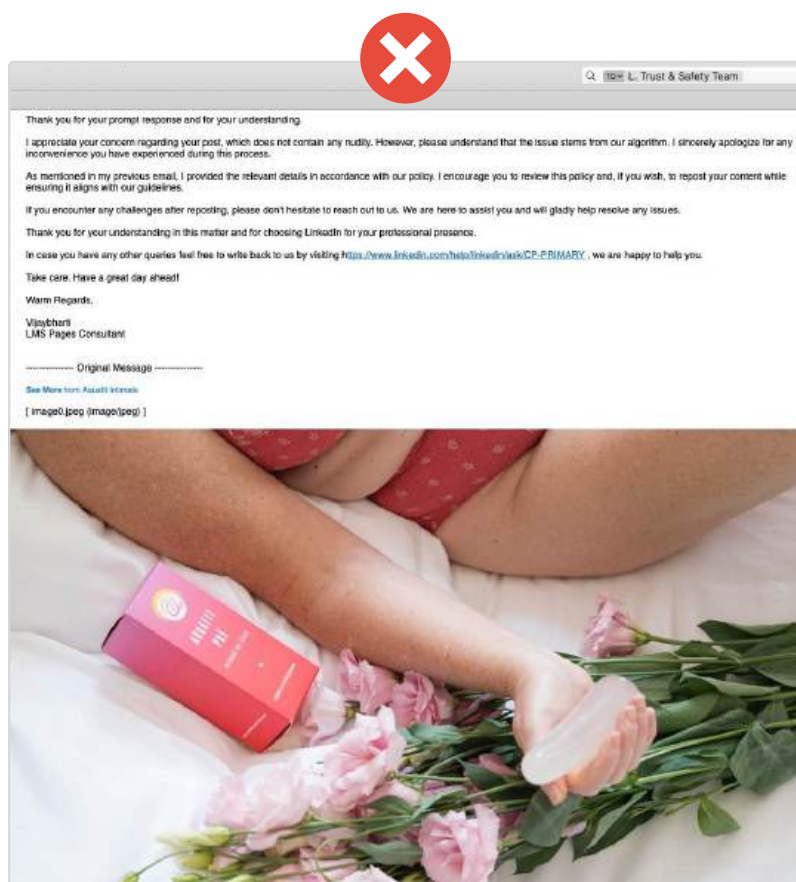 L. Trust & Safety Team
Thank you for your prompt response and for your understanding.
I appreciate your concern regarding your post, which does not contain any nudity. However, please understand that the issue stems from our algorithm. I sincerely apologize for any
inconvenience you have experienced during this process.
As mentioned in my previous email, I provided the relevant details in accordance with our policy. I encourage you to review this policy and, if you wish, to repost your content while
ensuring it aligns with our guidelines.
If you encounter any challenges after reposting, please don't hesitate to reach out to us. We are here to assist you and will gladly help resolve any issues.
Thank you for your understanding in this matter and for choosing LinkedIn for your professional presence.
In case you have any other queries feel free to write back to us by visiting https://www.linkedin.com/help/linkedin/ask/CP-PRIMARY , we are happy to help you.
Take care. Have a great day ahead!
Warm Regards,
Vijaybharti
LMS Pages Consultant
--------------- Original Message ---------------
See More from Aquafit Intimate
[ image0.jpeg (image/jpeg) ]